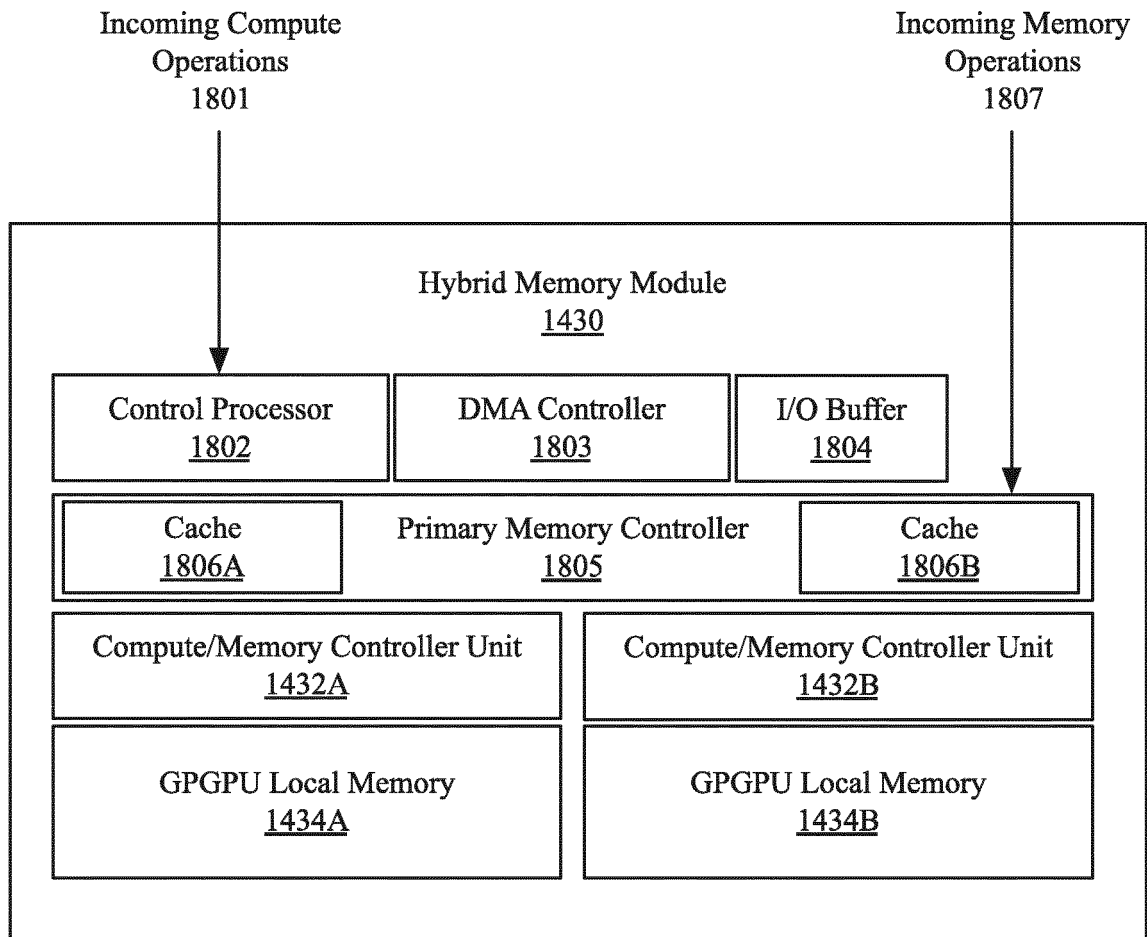 Incoming Compute
Operations
1801
Incoming Memory
Operations
1807
Hybrid Memory Module
1430
Control Processor
1802
DMA Controller
1803
I/O Buffer
1804
Cache
1806A
Primary Memory Controller
1805
Cache
1806B
Compute/Memory Controller Unit
1432A
Compute/Memory Controller Unit
1432B
GPGPU Local Memory
1434A
GPGPU Local Memory
1434B